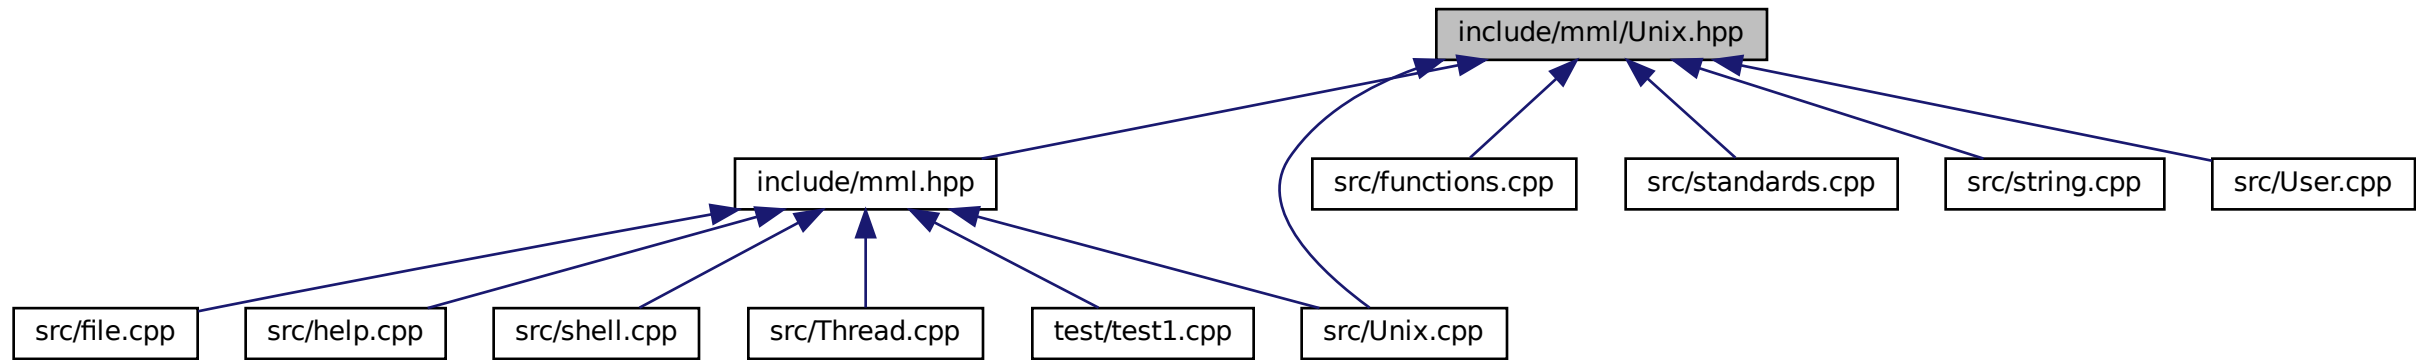 include/mml/Unix.hpp
include/mml.hpp
src/functions.cpp
src/standards.cpp
src/string.cpp
src/User.cpp
src/file.cpp
src/help.cpp
src/shell.cpp
src/Thread.cpp
test/test1.cpp
src/Unix.cpp